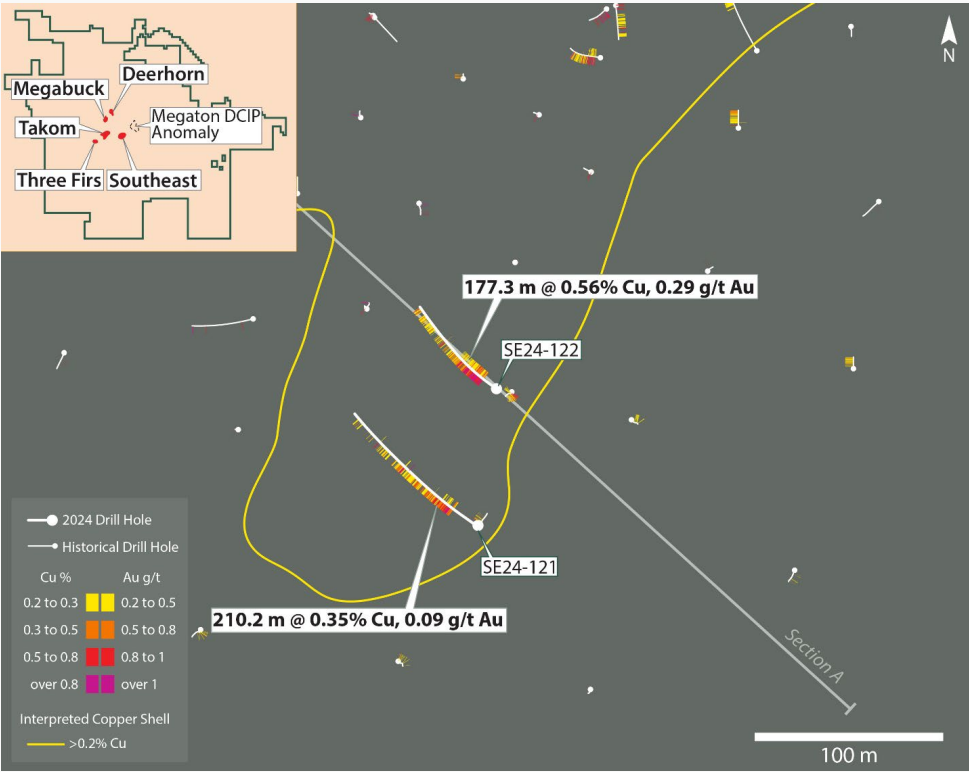 Deerhorn
Megabuck
Megaton DCIP
Anomaly
Takom
Three Firs
Southeast
N
177.3 m @ 0.56% Cu, 0.29 g/t Au
SE24-122
SE24-121
210.2 m @ 0.35% Cu, 0.09 g/t Au
Section A
2024 Drill Hole
Historical Drill Hole
Cu % Au g/t
0.2 to 0.3 0.2 to 0.5
0.3 to 0.5 0.5 to 0.8
0.5 to 0.8 0.8 to 1
over 0.8 over 1
Interpreted Copper Shell
>0.2% Cu
100 m